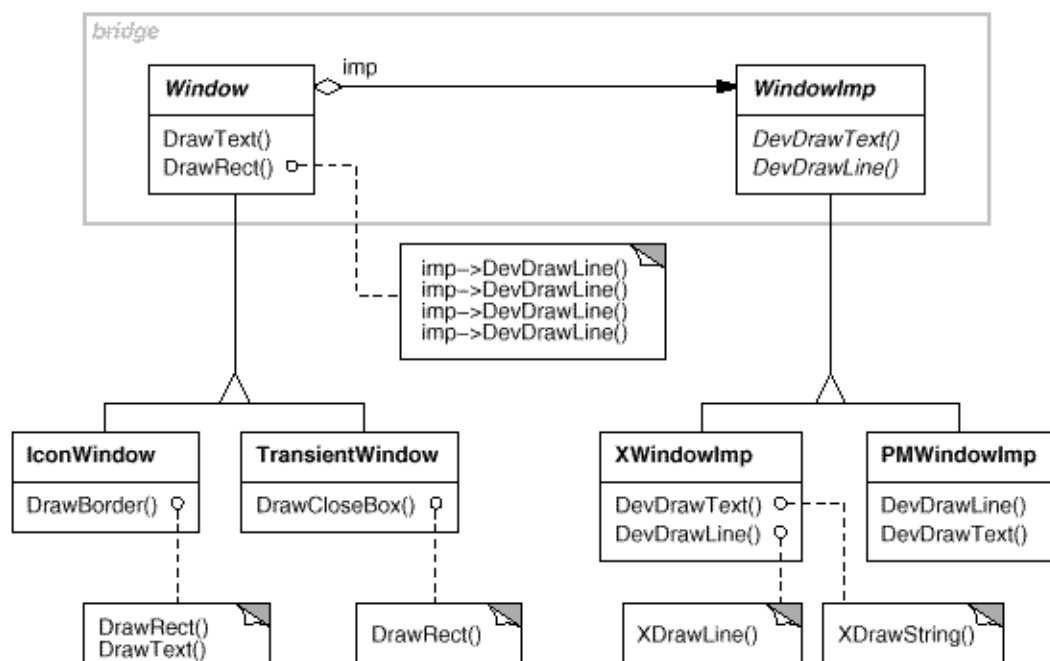 bridge
imp
Window
DrawText()
DrawRect()
WindowImp
DevDrawText()
DevDrawLine()
imp->DevDrawLine()
imp->DevDrawLine()
imp->DevDrawLine()
imp->DevDrawLine()
IconWindow
DrawBorder()
TransientWindow
DrawCloseBox()
XWindowImp
DevDrawText()
DevDrawLine()
PMWindowImp
DevDrawLine()
DevDrawText()
DrawRect()
DrawText()
DrawRect()
XDrawLine()
XDrawString()